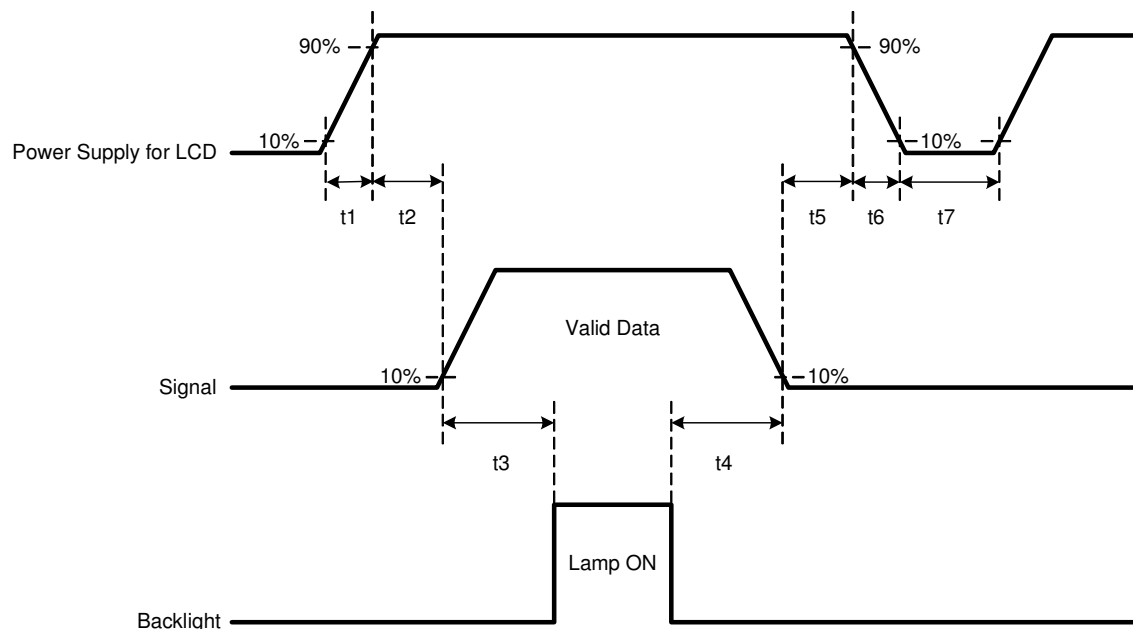 90%
90%
10%
10%
Power Supply for LCD
t1
t2
t5
t6
t7
Valid Data
10%
10%
Signal
t3
t4
Lamp ON
Backlight